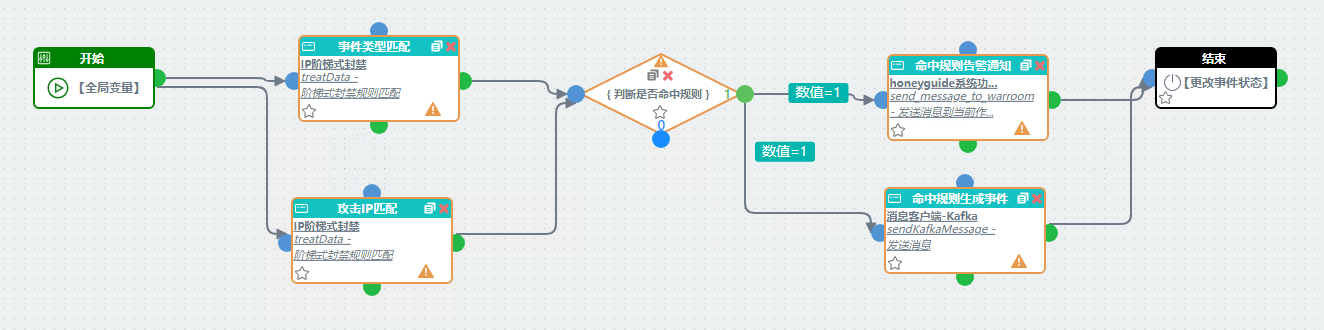 开始
【全局变量】
事件类型匹配
IP阶梯式封禁
treatData -
阶梯式封禁规则匹配
攻击IP匹配
IP阶梯式封禁
treatData -
阶梯式封禁规则匹配
{ 判断是否命中规则 }
1
0
数值=1
数值=1
命中规则告警通知
honeyguide系统功...
send_message_to_warroom
- 发送消息到当前作...
命中规则生成事件
消息客户端-Kafka
sendKafkaMessage -
发送消息
结束
【更改事件状态】